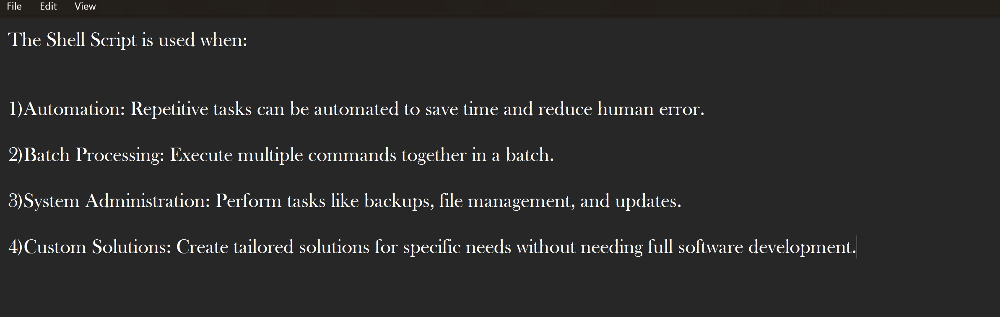 File Edit View
The Shell Script is used when:
1)Automation: Repetitive tasks can be automated to save time and reduce human error.
2)Batch Processing: Execute multiple commands together in a batch.
3)System Administration: Perform tasks like backups, file management, and updates.
4)Custom Solutions: Create tailored solutions for specific needs without needing full software development.